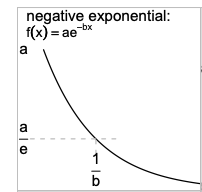 negative exponential:
f(x) = ae^{-bx}
a
a
e
1
b